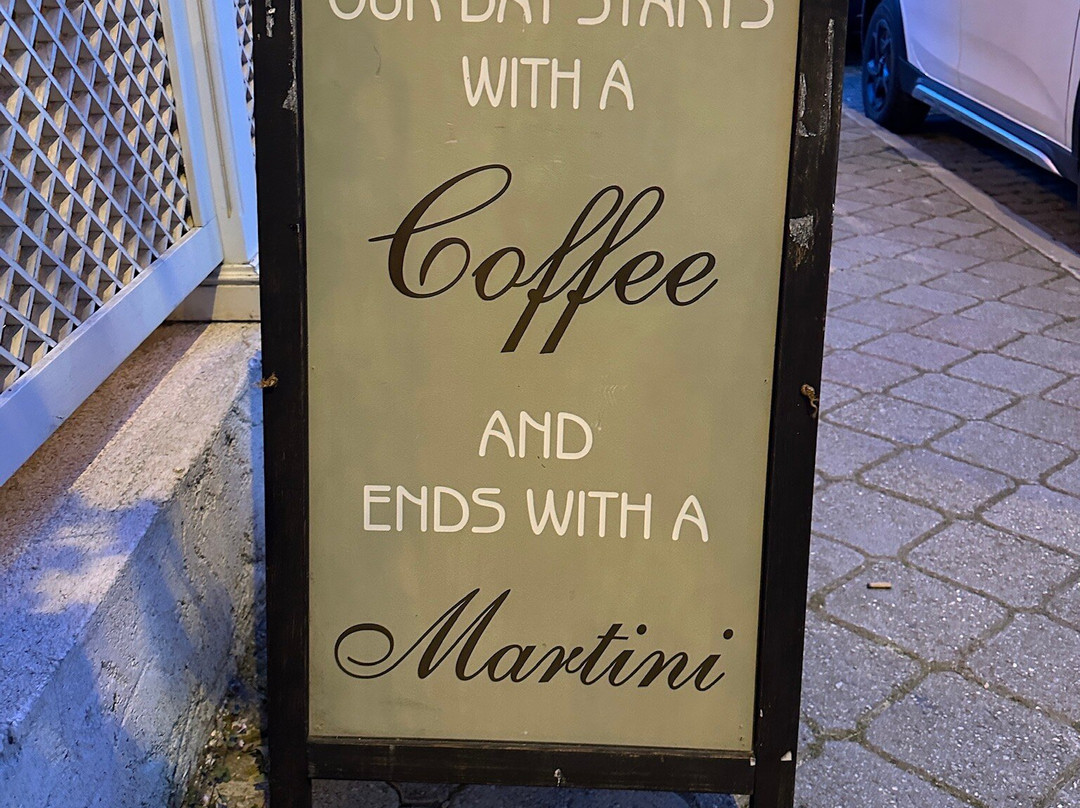 OUR DAY STARTS
WITH A
Coffee
AND
ENDS WITH A
Martini